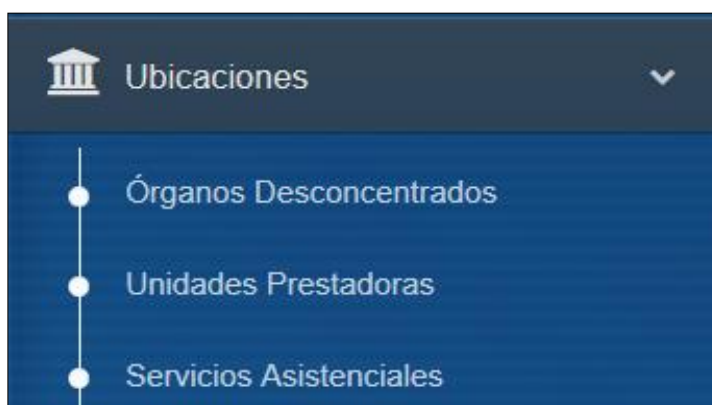 Ubicaciones
Órganos Desconcentrados
Unidades Prestadoras
Servicios Asistenciales